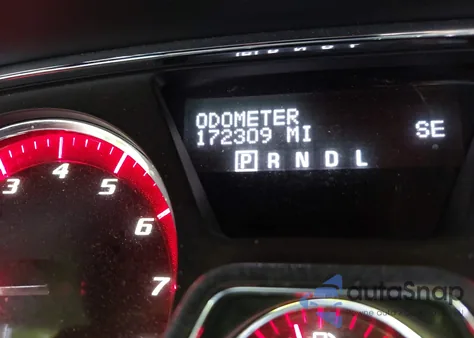 ODOMETER
172309 MI SE
P R N D L
3 4 5 6 7
autoSnap